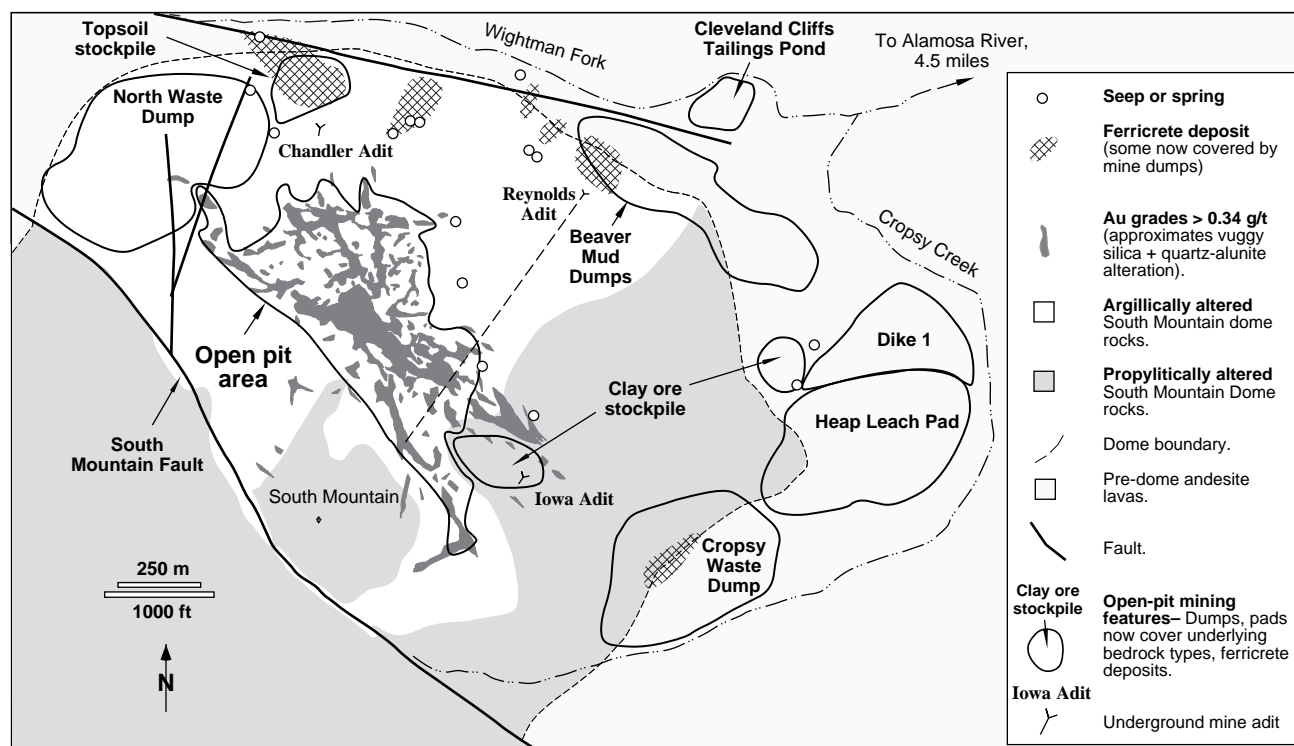 Topsoil
stockpile
Wightman Fork
Cleveland Cliffs
Tailings Pond
To Alamosa River,
4.5 miles
North Waste
Dump
Chandler Adit
Reynolds
Adit
Beaver
Mud
Dumps
Cropsy Creek
Open pit
area
Dike 1
Clay ore
stockpile
Heap Leach Pad
South
Mountain Fault
South Mountain
Iowa Adit
Cropsy
Waste
Dump
250 m
1000 ft
N
Seep or spring
Ferricrete deposit
(some now covered by
mine dumps)
Au grades > 0.34 g/t
(approximates vuggy
silica + quartz-alunite
alteration).
Argillically altered
South Mountain dome
rocks.
Propylitically altered
South Mountain Dome
rocks.
Dome boundary.
Pre-dome andesite
lavas.
Fault.
Clay ore
stockpile
Open-pit mining
features– Dumps, pads
now cover underlying
bedrock types, ferricrete
deposits.
Iowa Adit
Underground mine adit